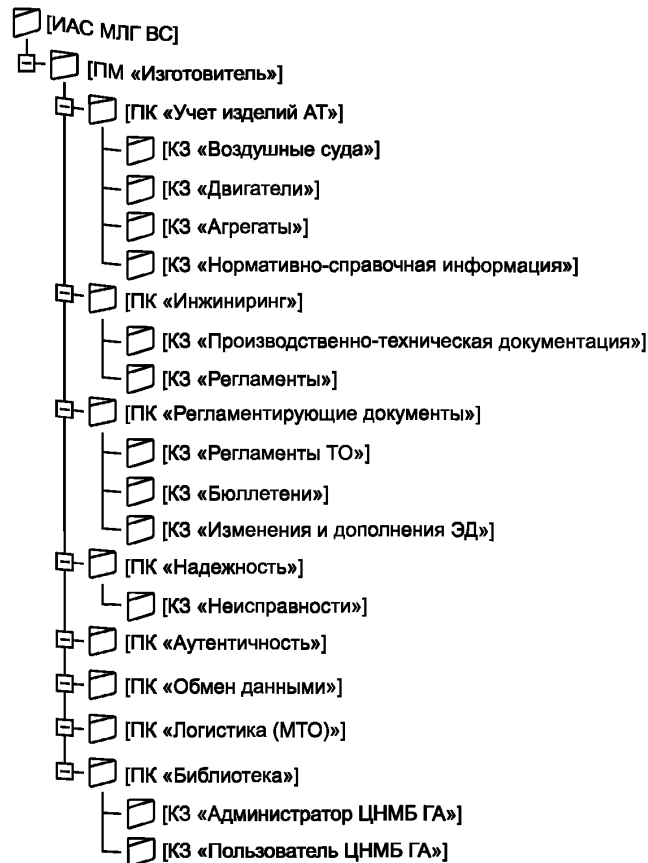 [ИАС МЛГ ВС]
[ПМ «Изготовитель»]
[ПК «Учет изделий АТ»]
[КЗ «Воздушные суда»]
[КЗ «Двигатели»]
[КЗ «Агрегаты»]
[КЗ «Нормативно-справочная информация»]
[ПК «Инжиниринг»]
[КЗ «Производственно-техническая документация»]
[КЗ «Регламенты»]
[ПК «Регламентирующие документы»]
[КЗ «Регламенты ТО»]
[КЗ «Бюллетени»]
[КЗ «Изменения и дополнения ЭД»]
[ПК «Надежность»]
[КЗ «Неисправности»]
[ПК «Аутентичность»]
[ПК «Обмен данными»]
[ПК «Логистика (МТО)»]
[ПК «Библиотека»]
[КЗ «Администратор ЦНМБ ГА»]
[КЗ «Пользователь ЦНМБ ГА»]